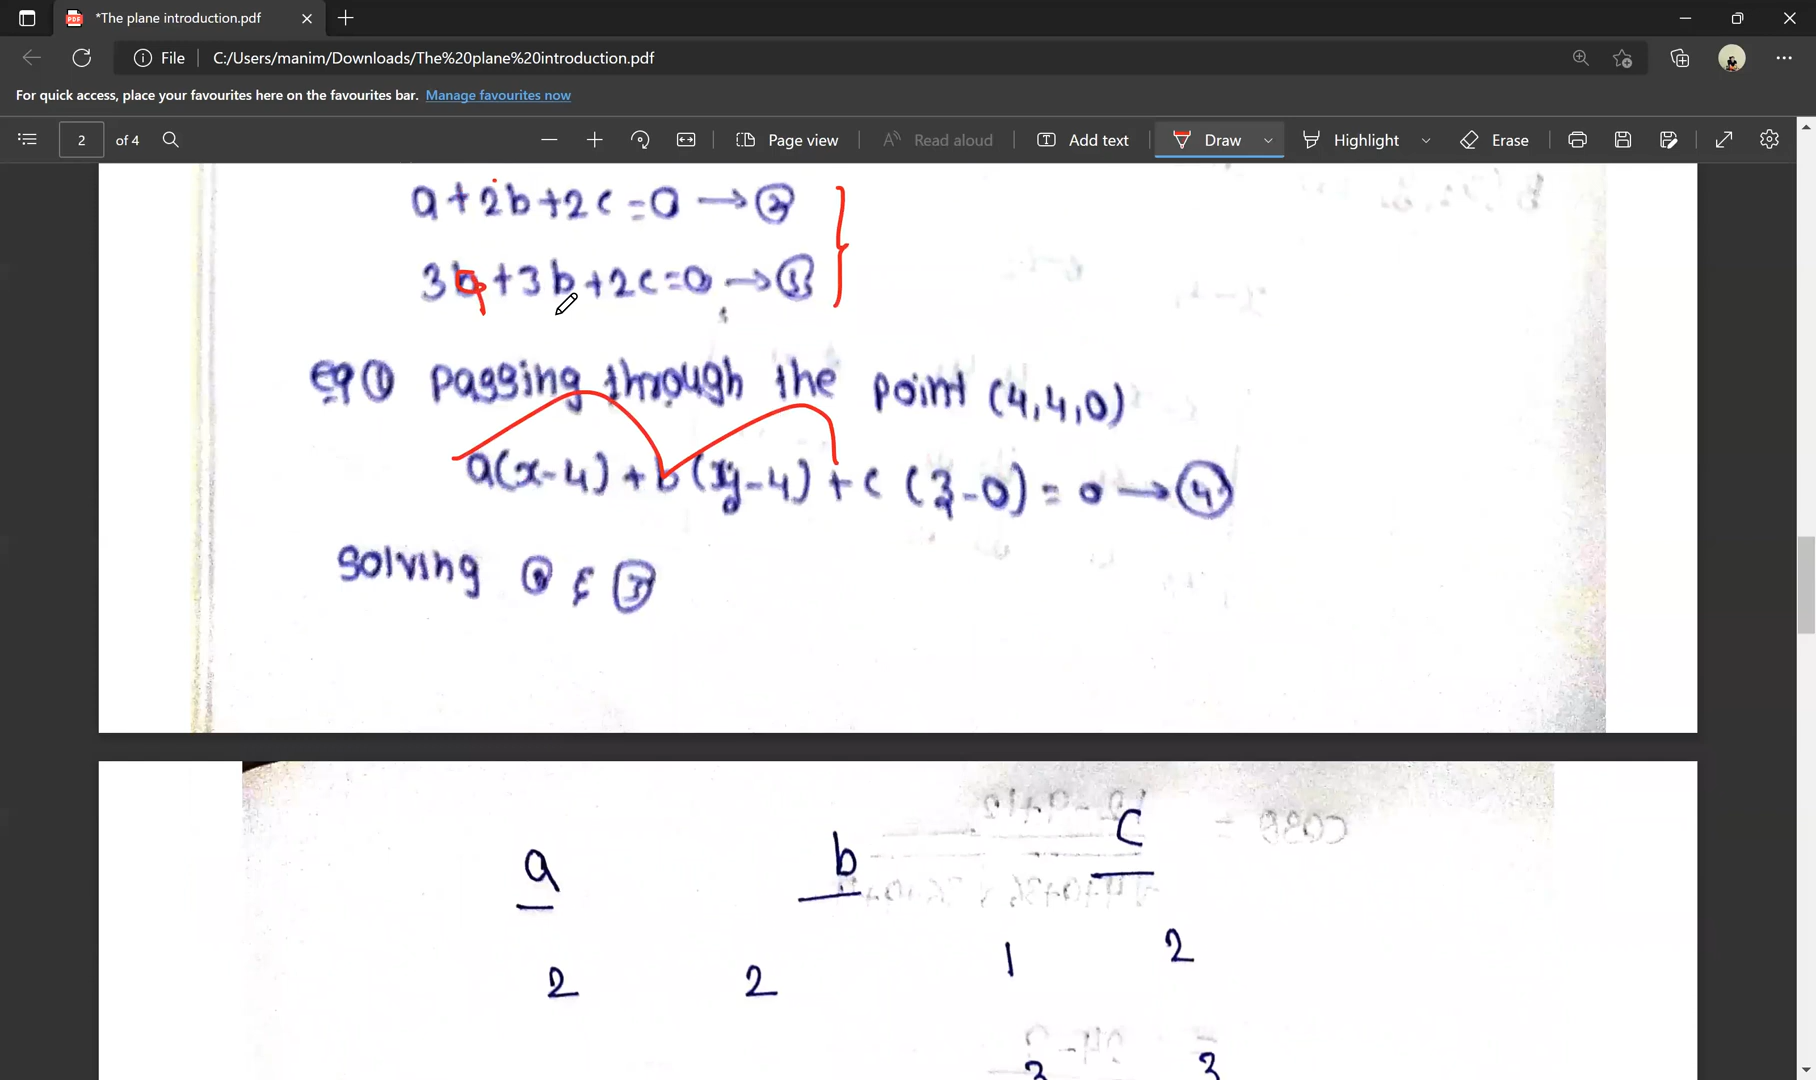 *The plane introduction.pdf
File C:/Users/manim/Downloads/The%20plane%20introduction.pdf
For quick access, place your favourites here on the favourites bar. Manage favourites now
2 of 4 Page view Read aloud Add text Draw Highlight Erase
a+2b+2c=0 → ②
3a+3b+2c=0 → ③
Eq ① passing through the point (4,4,0)
a(x-4) + b(y-4) + c(z-0) = 0 → ④
Solving ② & ③
a b c
2 2 1 2
3 3